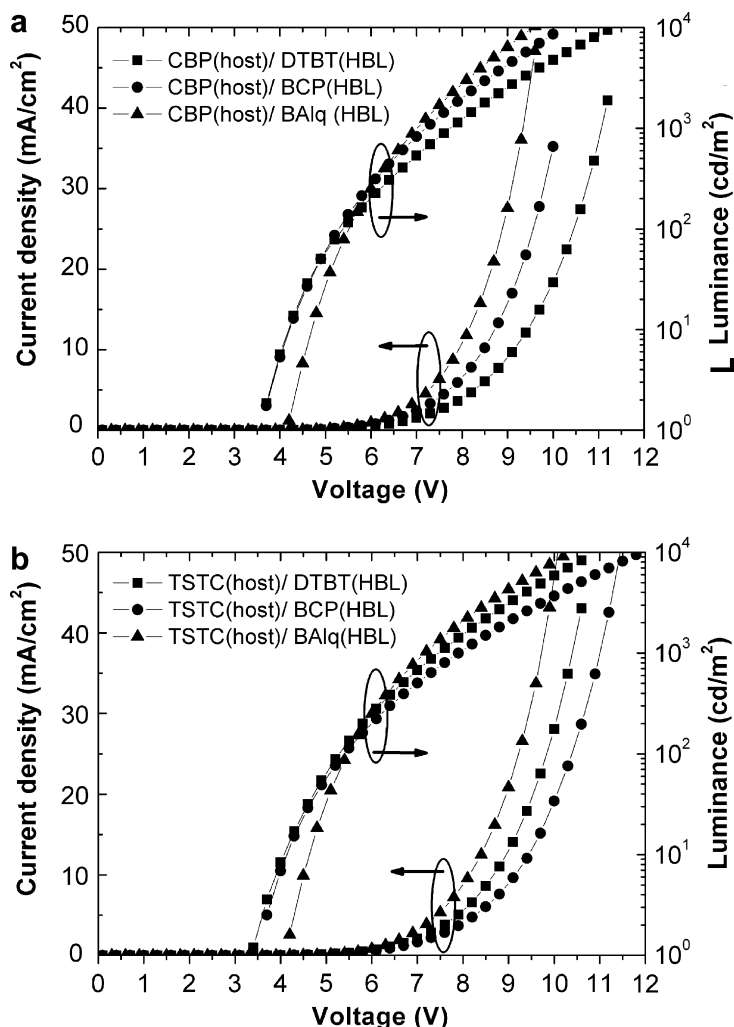 a
50
40
30
20
10
0
Current density (mA/cm²)
CBP(host)/ DTBT(HBL)
CBP(host)/ BCP(HBL)
CBP(host)/ BAlq (HBL)
10⁴
10³
10²
10¹
10⁰
L Luminance (cd/m²)
0 1 2 3 4 5 6 7 8 9 10 11 12
Voltage (V)
b
50
40
30
20
10
0
Current density (mA/cm²)
TSTC(host)/ DTBT(HBL)
TSTC(host)/ BCP(HBL)
TSTC(host)/ BAlq(HBL)
10⁴
10³
10²
10¹
10⁰
Luminance (cd/m²)
0 1 2 3 4 5 6 7 8 9 10 11 12
Voltage (V)